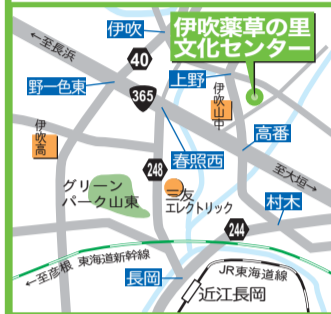 伊吹
伊吹薬草の里
文化センター
←至長浜
40
上野
野一色東
365
伊吹山中
伊吹高
高番
春照西
至大垣→
248
グリーン
パーク山東
三友
エレクトリック
村木
244
←至彦根 東海道新幹線
長岡
JR東海道線
近江長岡